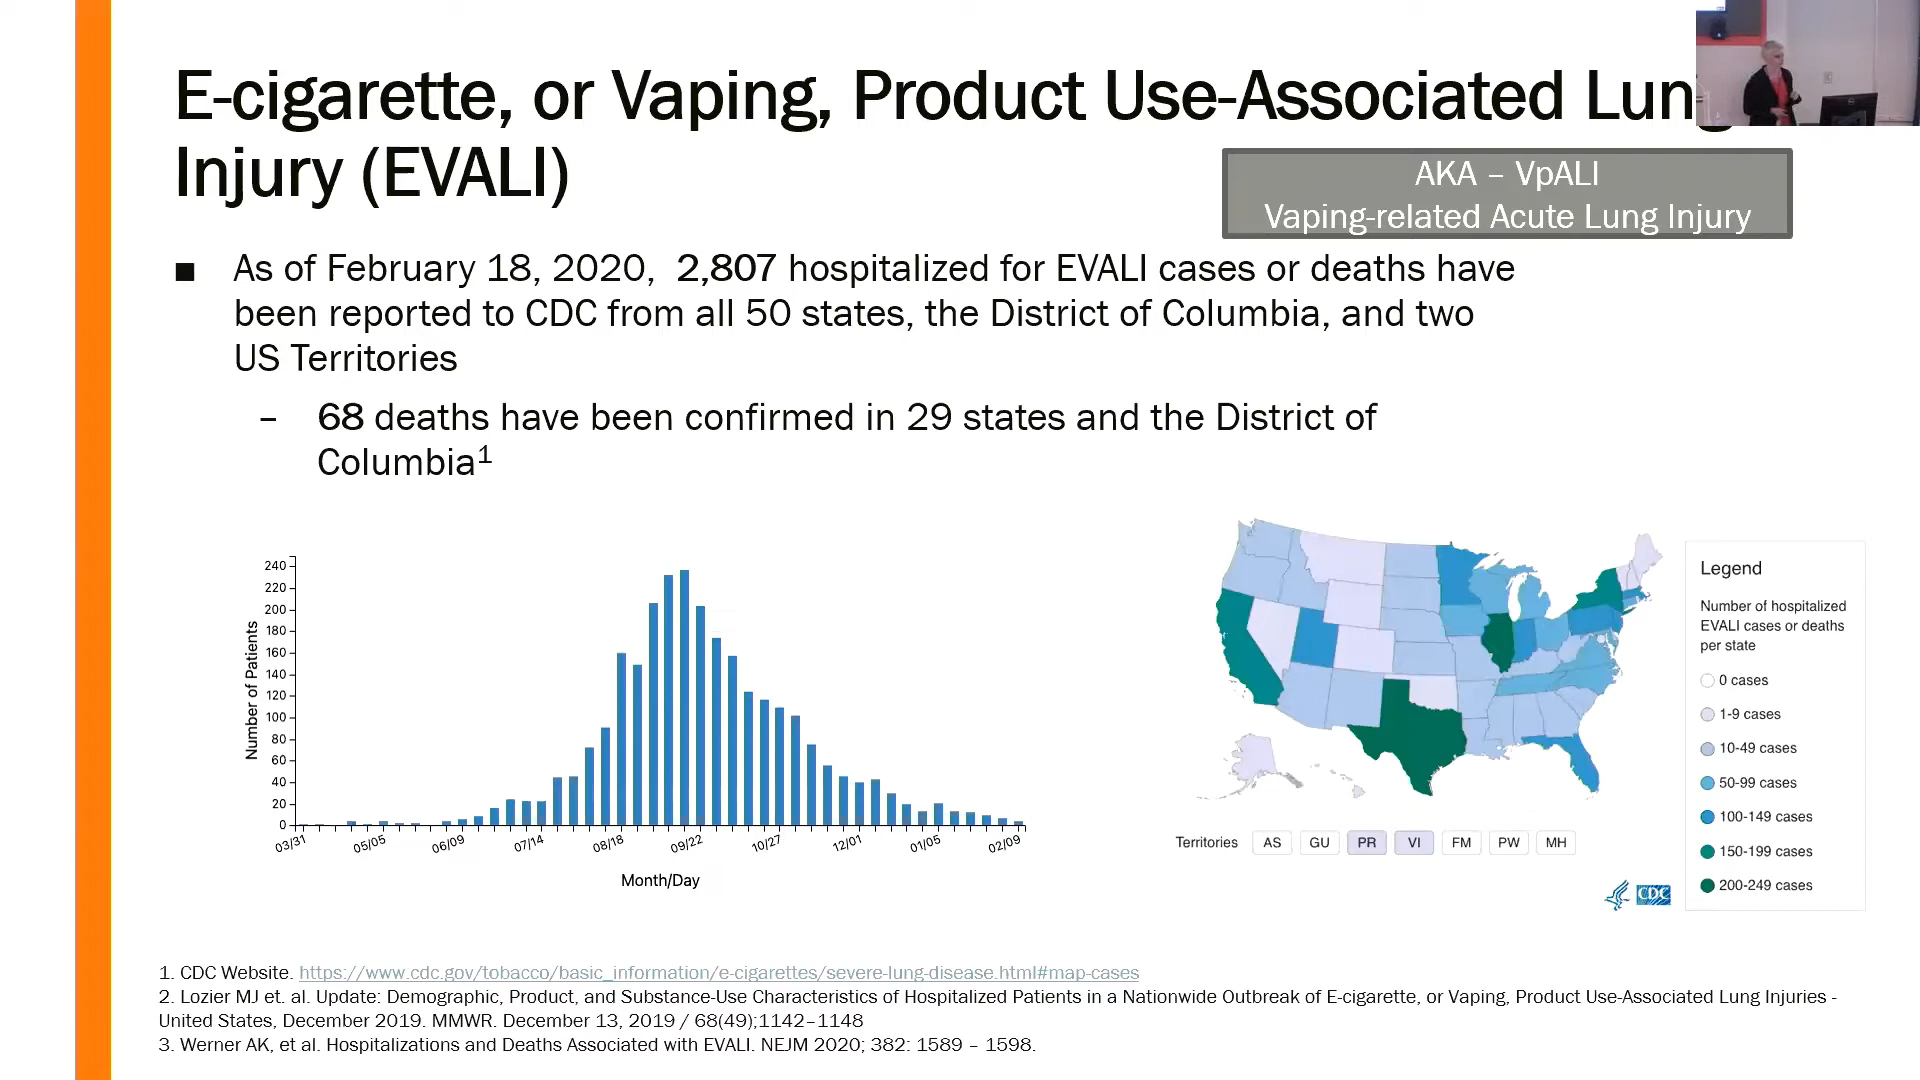 E-cigarette, or Vaping, Product Use-Associated Lung
Injury (EVALI)
AKA – VpALI
Vaping-related Acute Lung Injury
■ As of February 18, 2020, 2,807 hospitalized for EVALI cases or deaths have
been reported to CDC from all 50 states, the District of Columbia, and two
US Territories
– 68 deaths have been confirmed in 29 states and the District of
Columbia¹
Number of Patients
240
220
200
180
160
140
120
100
80
60
40
20
0
03/31 05/05 06/09 07/14 08/18 09/22 10/27 12/01 01/05 02/09
Month/Day
Territories AS GU PR VI FM PW MH
CDC
Legend
Number of hospitalized
EVALI cases or deaths
per state
0 cases
1-9 cases
10-49 cases
50-99 cases
100-149 cases
150-199 cases
200-249 cases
1. CDC Website. https://www.cdc.gov/tobacco/basic_information/e-cigarettes/severe-lung-disease.html#map-cases
2. Lozier MJ et. al. Update: Demographic, Product, and Substance-Use Characteristics of Hospitalized Patients in a Nationwide Outbreak of E-cigarette, or Vaping, Product Use-Associated Lung Injuries -
United States, December 2019. MMWR. December 13, 2019 / 68(49);1142–1148
3. Werner AK, et al. Hospitalizations and Deaths Associated with EVALI. NEJM 2020; 382: 1589 – 1598.